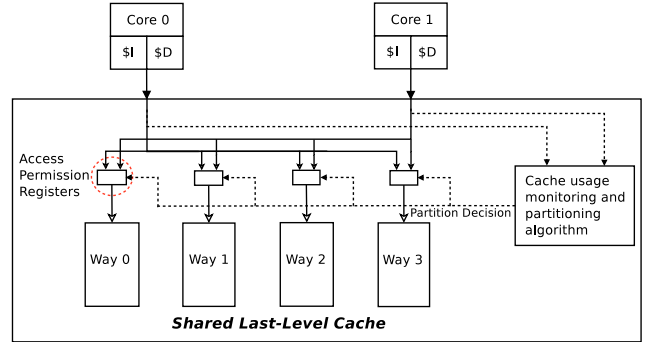 Core 0
Core 1
$I
$D
$I
$D
Access
Permission
Registers
Cache usage
monitoring and
partitioning
algorithm
Partition Decision
Way 0
Way 1
Way 2
Way 3
Shared Last-Level Cache